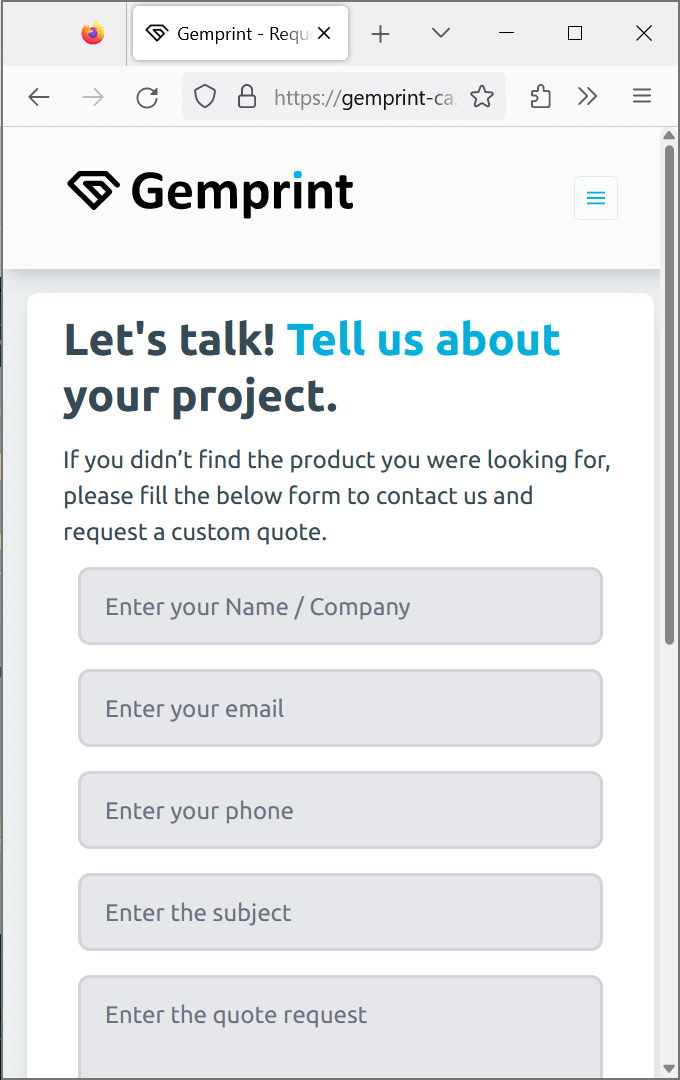 Gemprint - Requ
https://gemprint-ca.
Gemprint
Let's talk! Tell us about
your project.
If you didn’t find the product you were looking for,
please fill the below form to contact us and
request a custom quote.
Enter your Name / Company
Enter your email
Enter your phone
Enter the subject
Enter the quote request